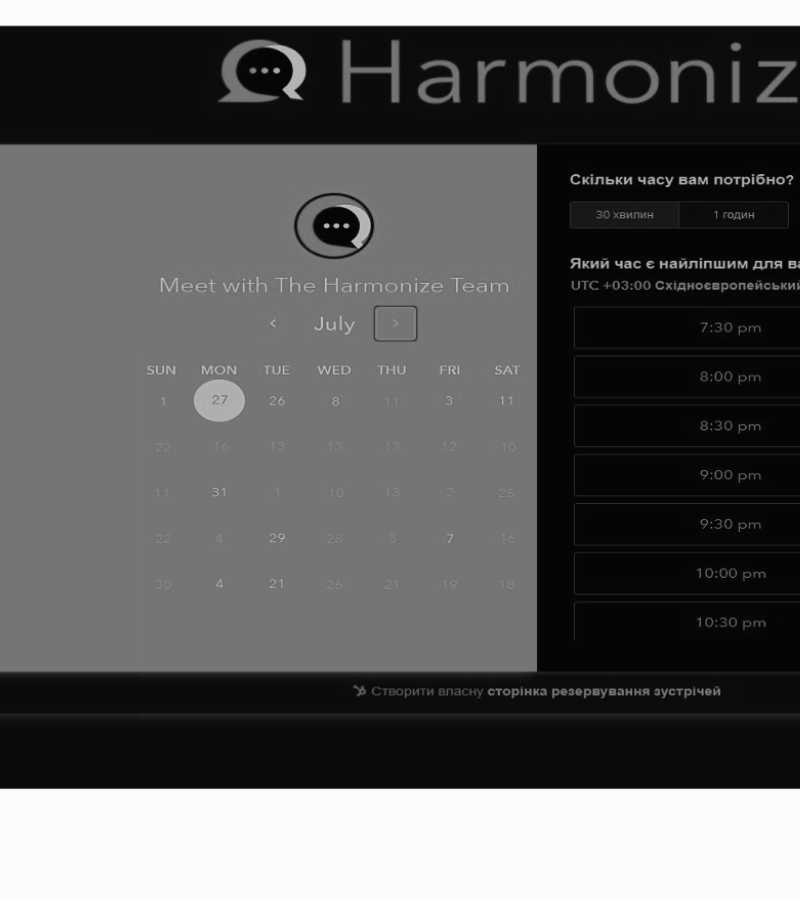 Harmoniz
Meet with The Harmonize Team
July
SUN MON TUE WED THU FRI SAT
1 27 26 8 11 3 11
22 16 13 13 13 12 10
11 31 1 10 13 2 25
22 4 29 28 8 7 16
30 4 21 26 21 19 18
Скільки часу вам потрібно?
30 хвилин 1 годин
Який час є найліпшим для ва
UTC +03:00 Східноєвропейський
7:30 pm
8:00 pm
8:30 pm
9:00 pm
9:30 pm
10:00 pm
10:30 pm
Створити власну сторінка резервування зустрічей